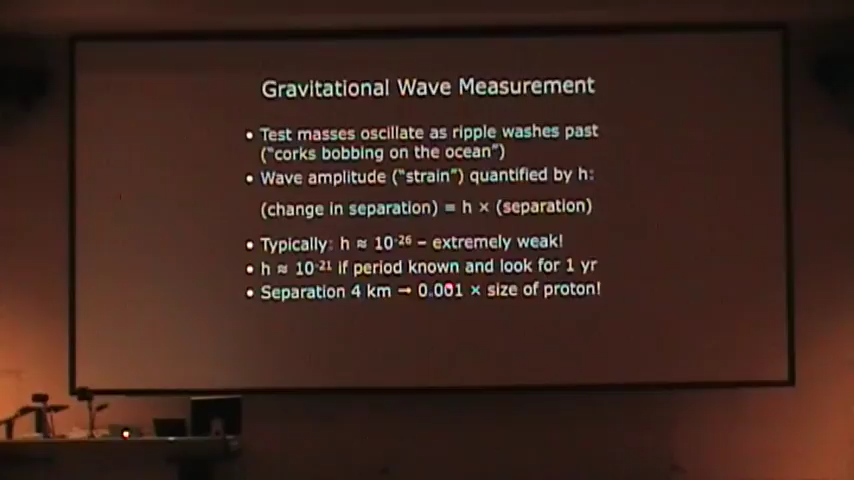 Gravitational Wave Measurement
• Test masses oscillate as ripple washes past
("corks bobbing on the ocean")
• Wave amplitude ("strain") quantified by h:
(change in separation) = h × (separation)
• Typically: h ≈ 10⁻²⁶ – extremely weak!
• h ≈ 10⁻²¹ if period known and look for 1 yr
• Separation 4 km → 0.001 × size of proton!